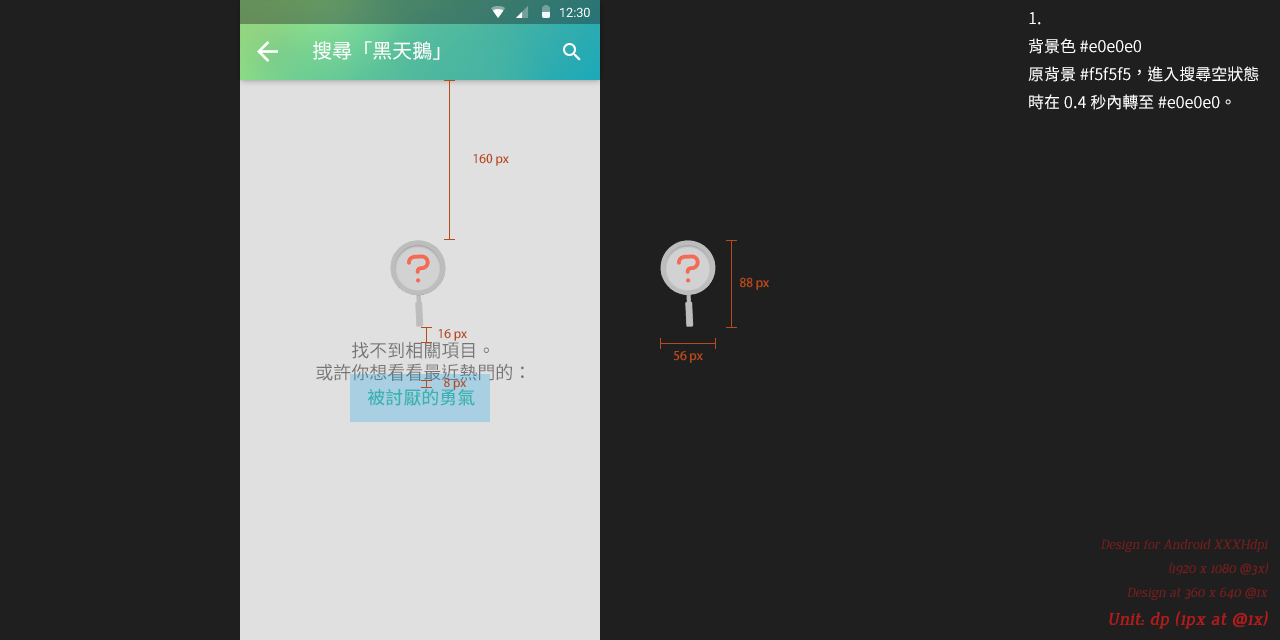 12:30
搜尋「黑天鵝」
160 px
16 px
找不到相關項目。
或許你想看看最近熱門的：
8 px
被討厭的勇氣
88 px
56 px
1.
背景色 #e0e0e0
原背景 #f5f5f5，進入搜尋空狀態
時在 0.4 秒內轉至 #e0e0e0。
Design for Android XXXHdpi
(1920 x 1080 @3x)
Design at 360 x 640 @1x
Unit: dp (1px at @1x)